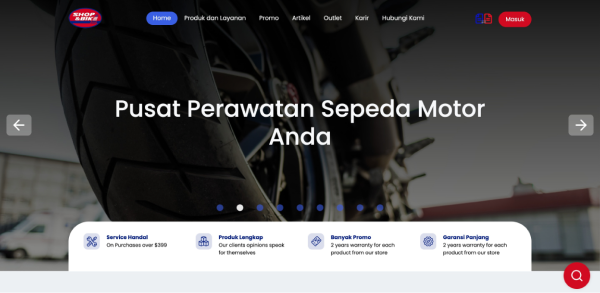 SHOP
&BIKE
Home
Produk dan Layanan
Promo
Artikel
Outlet
Karir
Hubungi Kami
Masuk
Pusat Perawatan Sepeda Motor
Anda
Service Handal
On Purchases over $399
Produk Lengkap
Our clients opinions speak
for themselves
Banyak Promo
2 years warranty for each
product from our store
Garansi Panjang
2 years warranty for each
product from our store